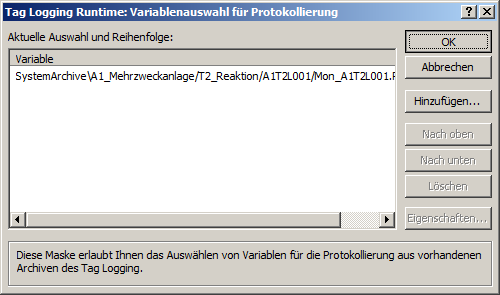 Tag Logging Runtime: Variablenauswahl für Protokollierung
Aktuelle Auswahl und Reihenfolge:
Variable
SystemArchive\A1_Mehrzweckanlage/T2_Reaktion/A1T2L001/Mon_A1T2L001.
OK
Abbrechen
Hinzufügen...
Nach oben
Nach unten
Löschen
Eigenschaften...
Diese Maske erlaubt Ihnen das Auswählen von Variablen für die Protokollierung aus vorhandenen
Archiven des Tag Logging.